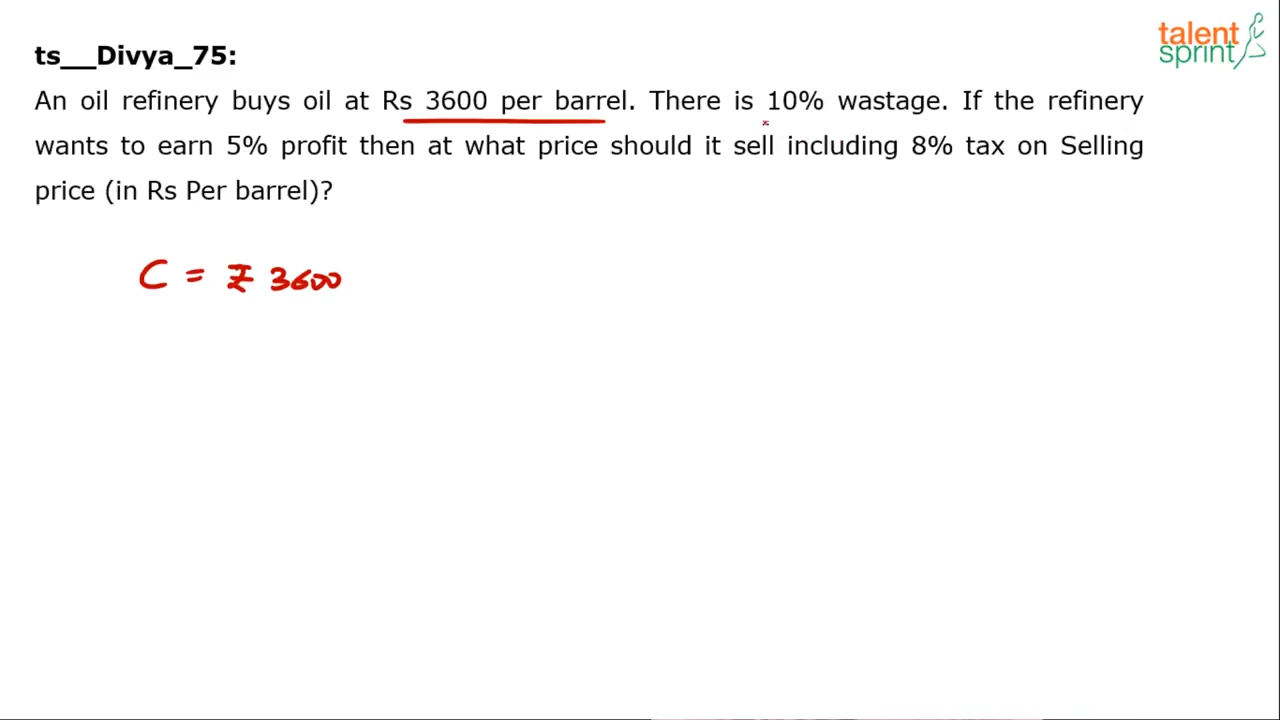 talent
sprint
ts__Divya_75:
An oil refinery buys oil at Rs 3600 per barrel. There is 10% wastage. If the refinery
wants to earn 5% profit then at what price should it sell including 8% tax on Selling
price (in Rs Per barrel)?
C = ₹ 3600